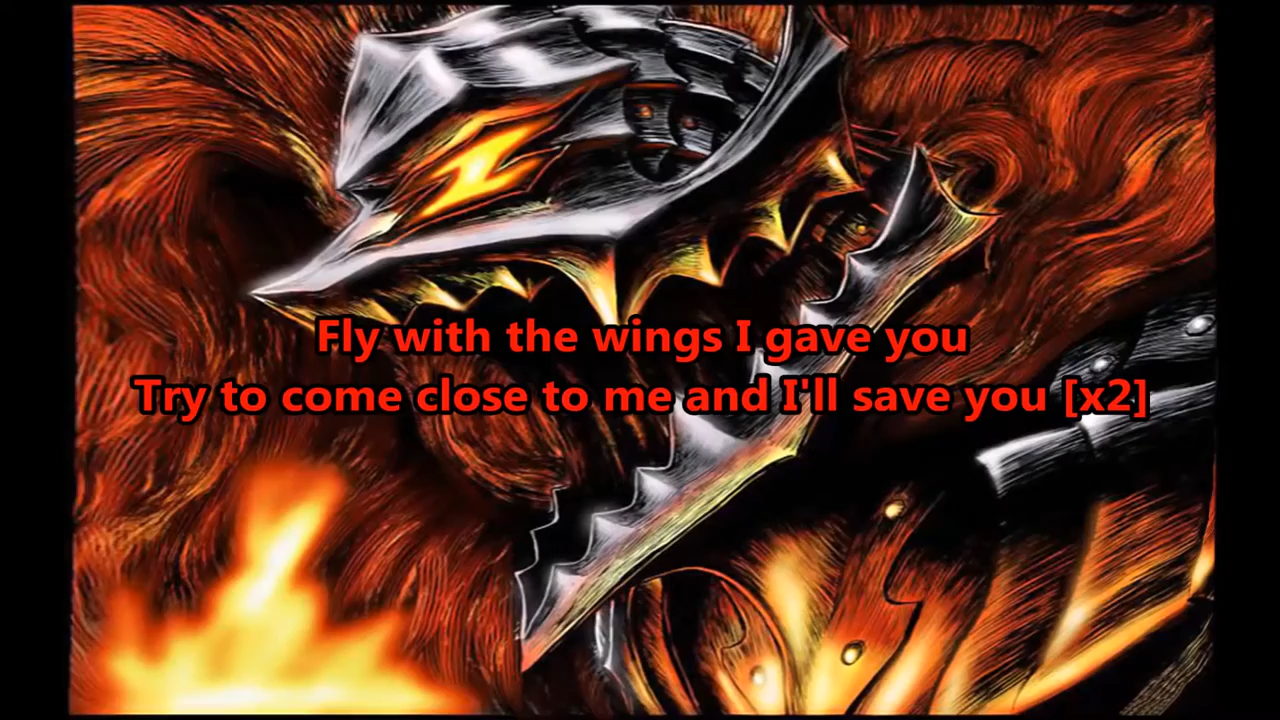 Fly with the wings I gave you
Try to come close to me and I'll save you [x2]